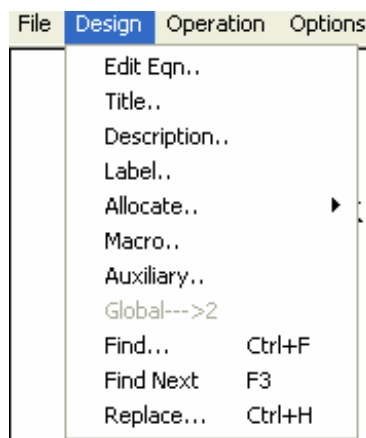 File Design Operation Options
Edit Eqn..
Title..
Description..
Label..
Allocate..
Macro..
Auxiliary..
Global--->2
Find... Ctrl+F
Find Next F3
Replace... Ctrl+H